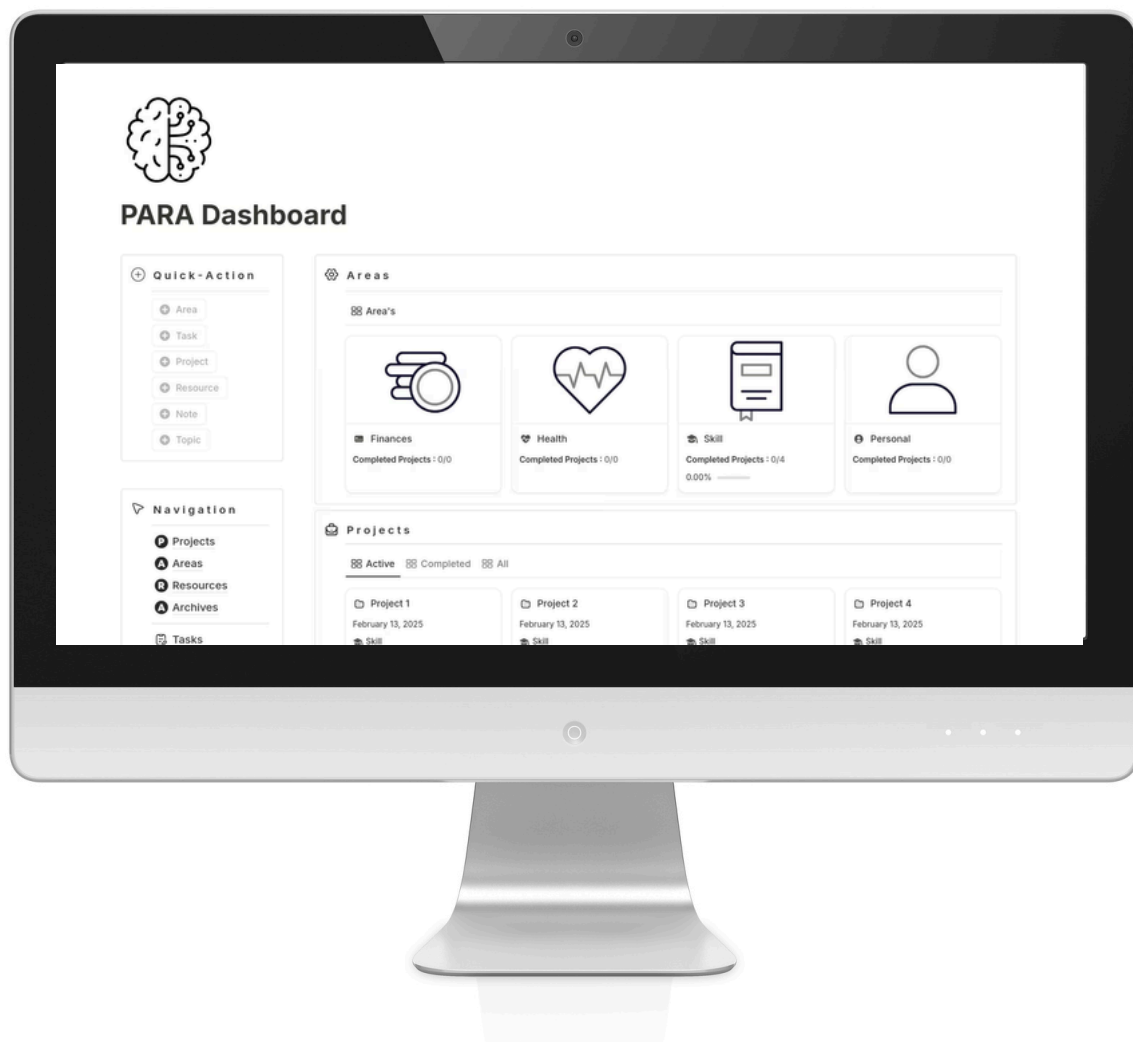 PARA Dashboard
Quick-Action
Area
Task
Project
Resource
Note
Topic
Navigation
P Projects
A Areas
R Resources
A Archives
Tasks
Areas
Area's
Finances
Completed Projects : 0/0
Health
Completed Projects : 0/0
Skill
Completed Projects : 0/4
0.00%
Personal
Completed Projects : 0/0
Projects
Active Completed All
Project 1
February 13, 2025
Skill
Project 2
February 13, 2025
Skill
Project 3
February 13, 2025
Skill
Project 4
February 13, 2025
Skill